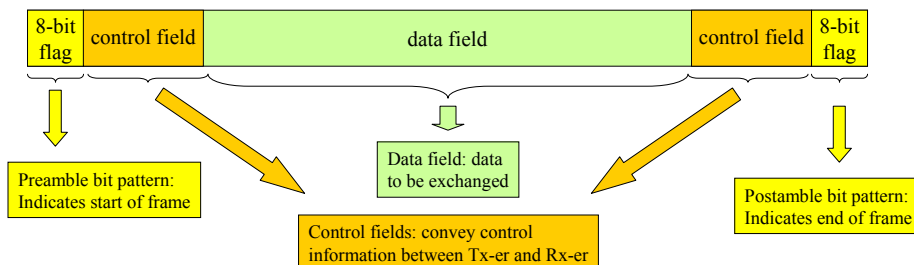 8-bit
flag
control field
data field
control field
8-bit
flag
Preamble bit pattern:
Indicates start of frame
Data field: data
to be exchanged
Postamble bit pattern:
Indicates end of frame
Control fields: convey control
information between Tx-er and Rx-er